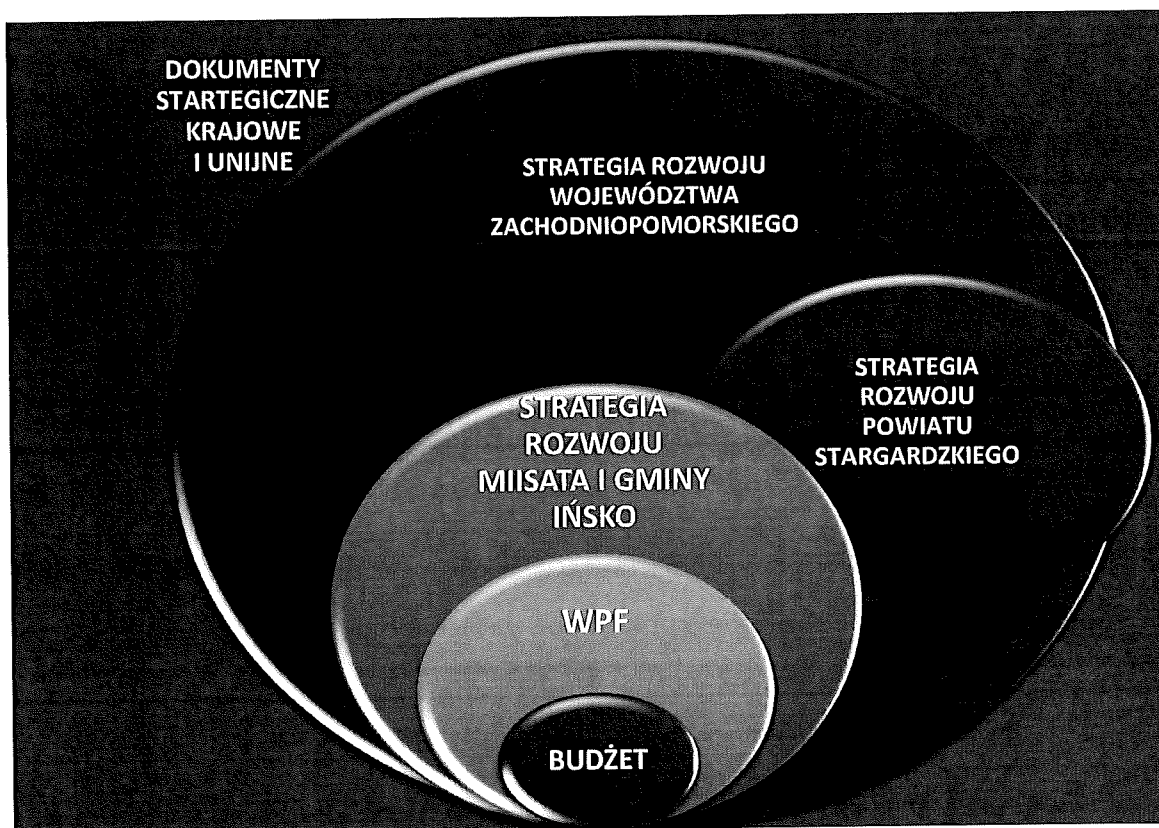 DOKUMENTY
STARTEGICZNE
KRAJOWE
I UNIJNE
STRATEGIA ROZWOJU
WOJEWÓDZTWA
ZACHODNIOPOMORSKIEGO
STRATEGIA
ROZWOJU
POWIATU
STARGARDZKIEGO
STRATEGIA
ROZWOJU
MIISATA I GMINY
IŃSKO
WPF
BUDŻET